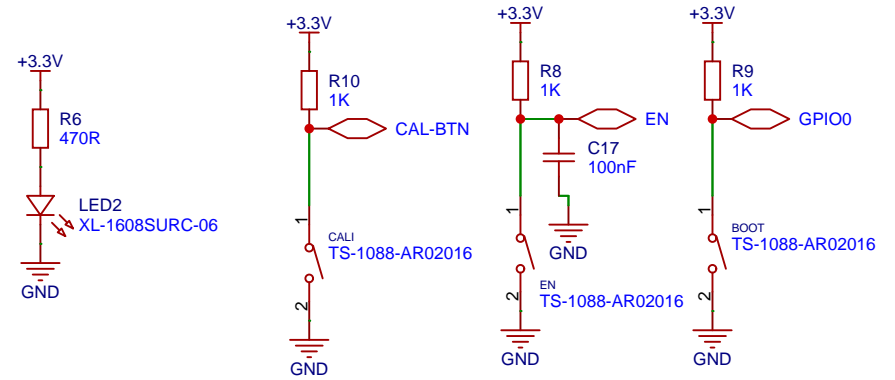 +3.3V
R6
470R
LED2
XL-1608SURC-06
GND
+3.3V
R10
1K
CAL-BTN
1
CALI
TS-1088-AR02016
2
GND
+3.3V
R8
1K
EN
C17
100nF
GND
1
2
EN
TS-1088-AR02016
GND
+3.3V
R9
1K
GPIO0
1
BOOT
TS-1088-AR02016
2
GND